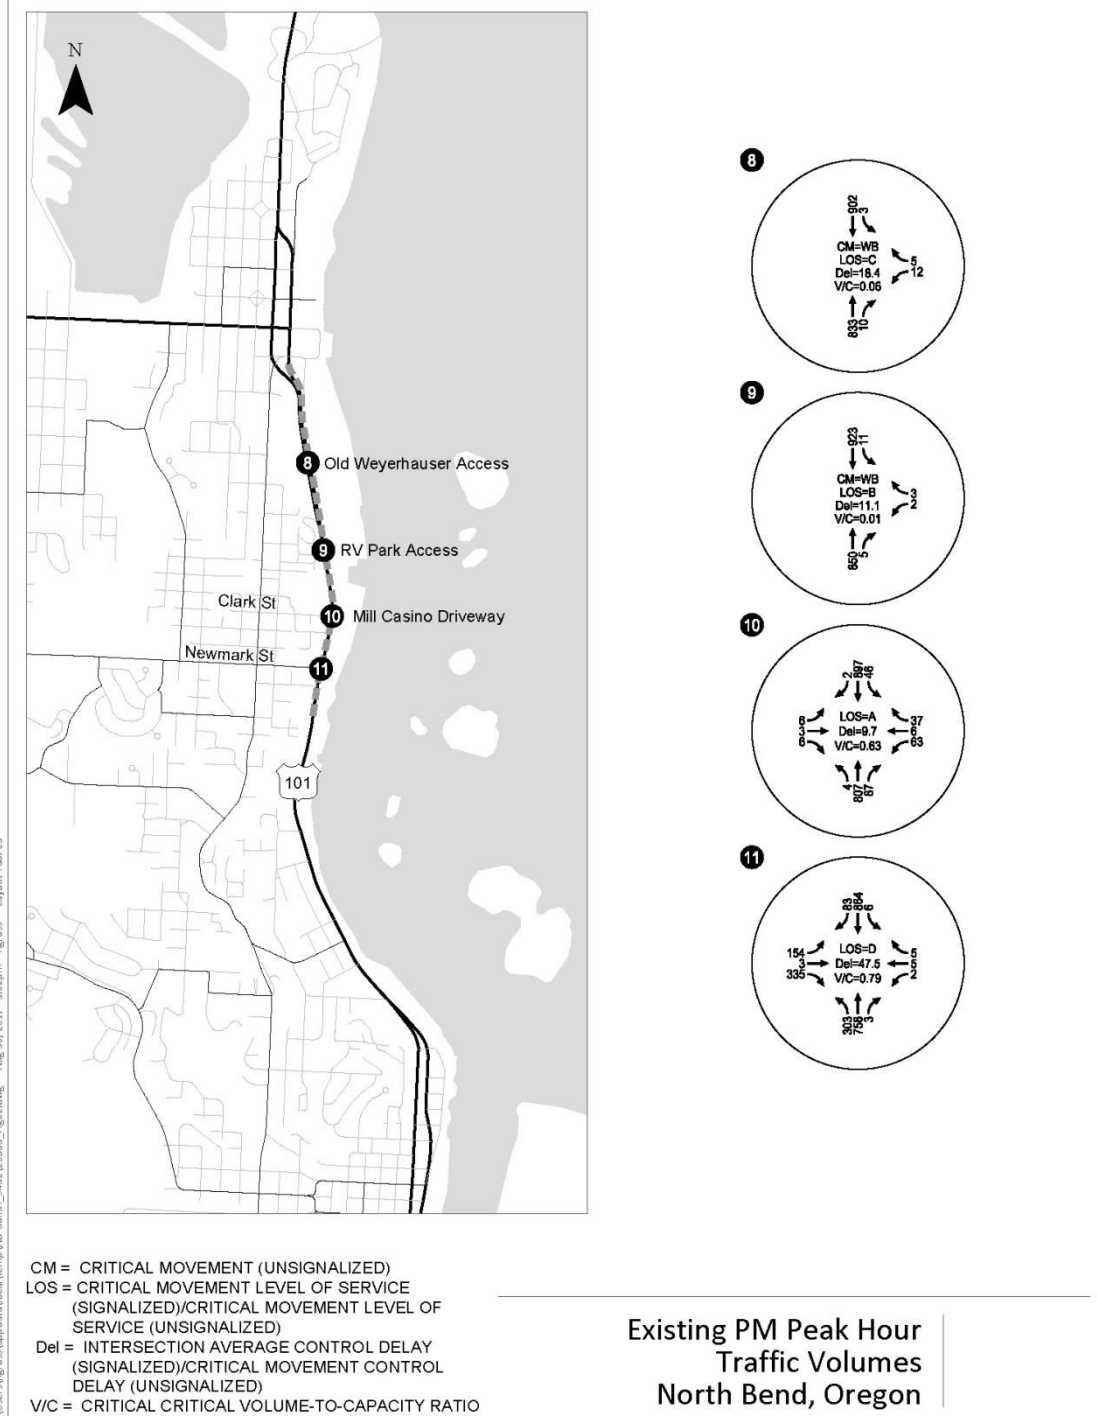 N
8 Old Weyerhauser Access
9 RV Park Access
Clark St
10 Mill Casino Driveway
Newmark St
11
101
8
902
3
CM=WB
LOS=C
Del=18.4
V/C=0.06
5
12
833
10
9
923
11
CM=WB
LOS=B
Del=11.1
V/C=0.01
3
2
850
5
10
2
897
46
6
3
6
LOS=A
Del=9.7
V/C=0.63
37
6
63
4
807
87
11
83
864
6
154
3
335
LOS=D
Del=47.5
V/C=0.79
5
5
2
303
758
3
CM = CRITICAL MOVEMENT (UNSIGNALIZED)
LOS = CRITICAL MOVEMENT LEVEL OF SERVICE
(SIGNALIZED)/CRITICAL MOVEMENT LEVEL OF
SERVICE (UNSIGNALIZED)
Del = INTERSECTION AVERAGE CONTROL DELAY
(SIGNALIZED)/CRITICAL MOVEMENT CONTROL
DELAY (UNSIGNALIZED)
V/C = CRITICAL CRITICAL VOLUME-TO-CAPACITY RATIO
Existing PM Peak Hour
Traffic Volumes
North Bend, Oregon